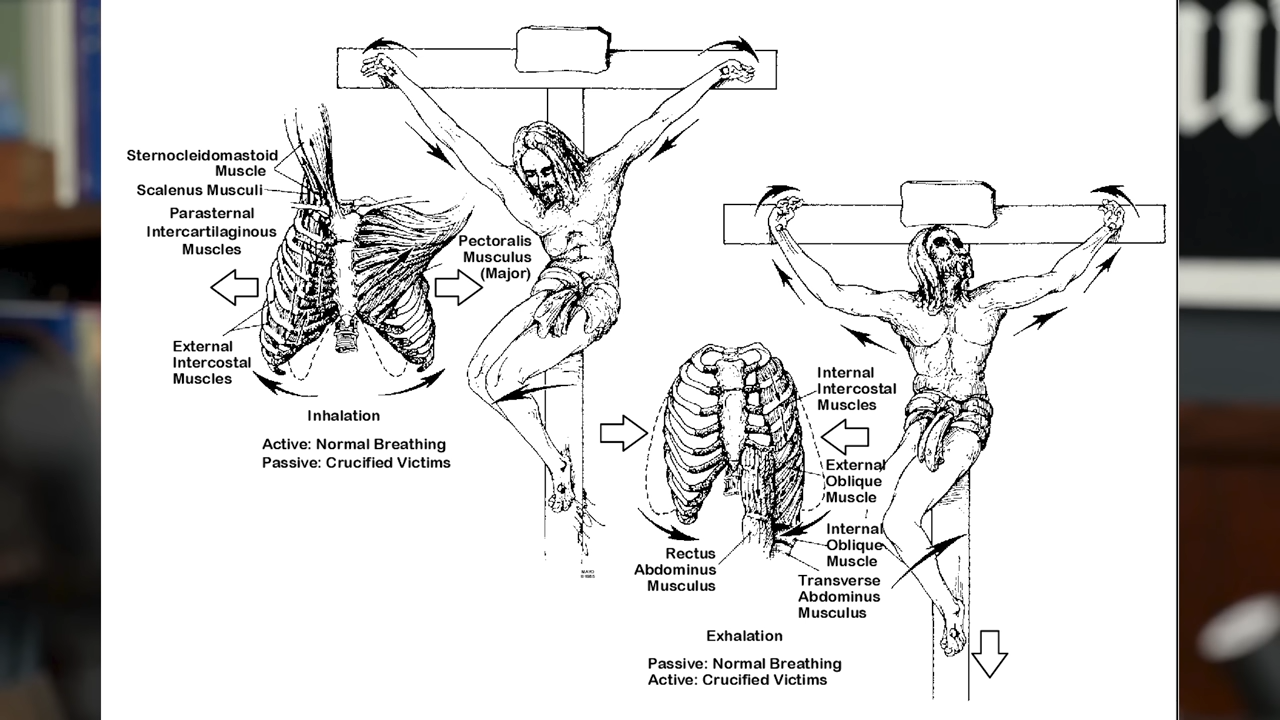 Sternocleidomastoid
Muscle
Scalenus Musculi
Parasternal
Intercartilaginous
Muscles
Pectoralis
Musculus
(Major)
External
Intercostal
Muscles
Inhalation
Active: Normal Breathing
Passive: Crucified Victims
Internal
Intercostal
Muscles
External
Oblique
Muscle
Internal
Oblique
Muscle
Rectus
Abdominus
Musculus
Transverse
Abdominus
Musculus
Exhalation
Passive: Normal Breathing
Active: Crucified Victims